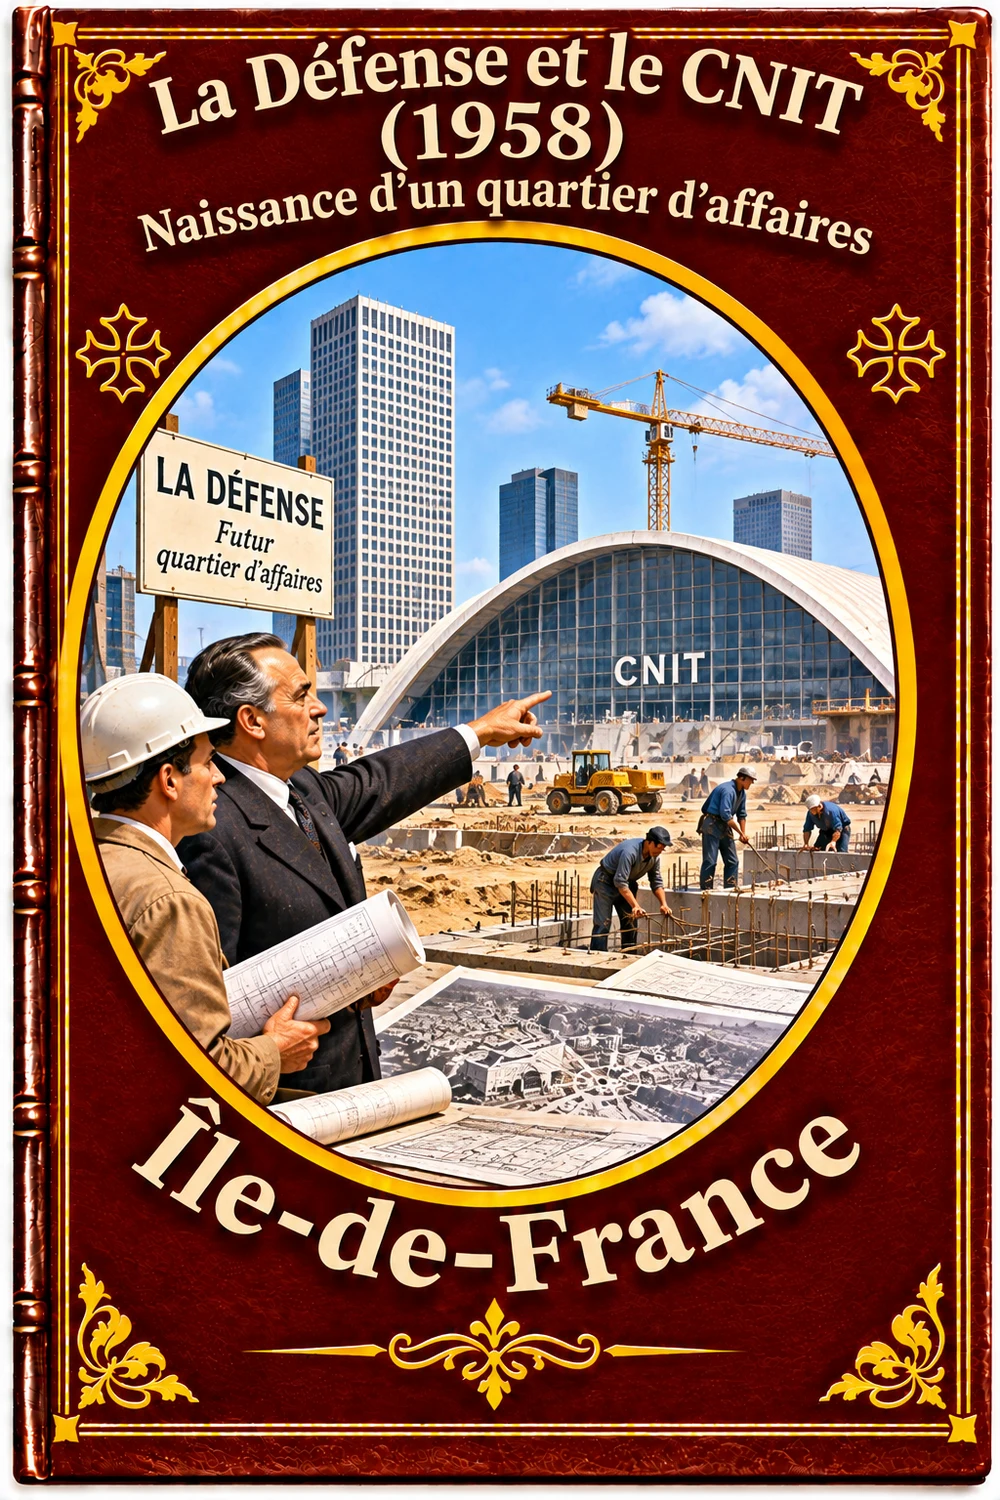 La Défense et le CNIT
(1958)
Naissance d'un quartier d'affaires
LA DÉFENSE
Futur
quartier d'affaires
CNIT
Île-de-France